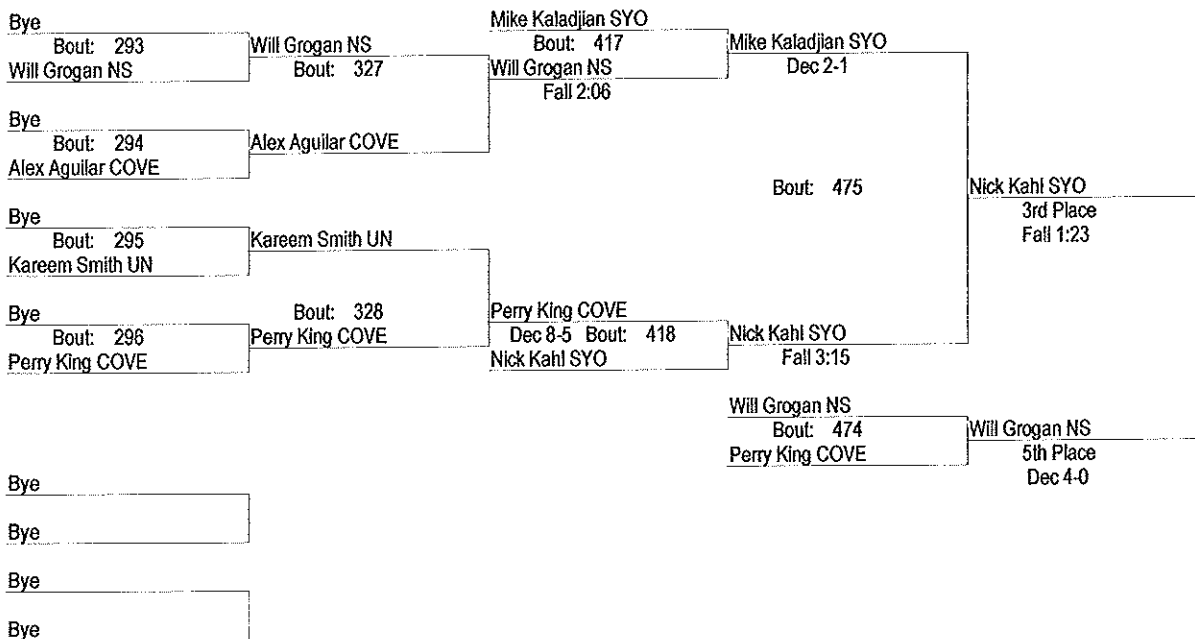 Bye
Bout: 293
Will Grogan NS
Bye
Bout: 294
Alex Aguilar COVE
Bye
Bout: 295
Kareem Smith UN
Bye
Bout: 296
Perry King COVE
Bye
Bye
Bye
Bye
Will Grogan NS
Bout: 327
Alex Aguilar COVE
Kareem Smith UN
Bout: 328
Perry King COVE
Mike Kaladjian SYO
Bout: 417
Will Grogan NS
Fall 2:06
Perry King COVE
Dec 8-5 Bout: 418
Nick Kahl SYO
Mike Kaladjian SYO
Dec 2-1
Bout: 475
Nick Kahl SYO
Fall 3:15
Will Grogan NS
Bout: 474
Perry King COVE
Nick Kahl SYO
3rd Place
Fall 1:23
Will Grogan NS
5th Place
Dec 4-0